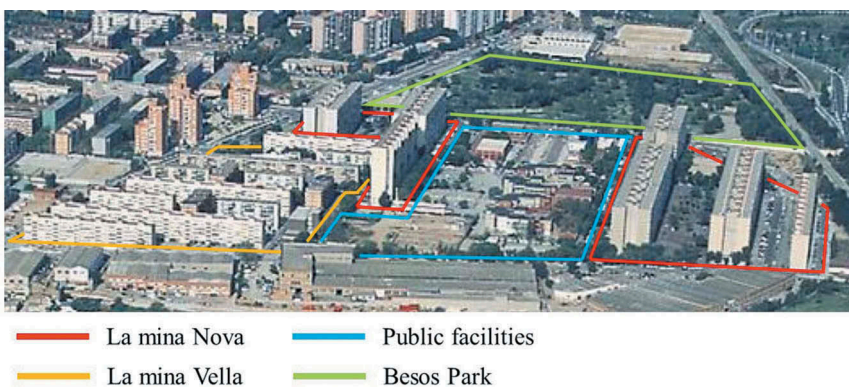 La mina Nova
Public facilities
La mina Vella
Besos Park